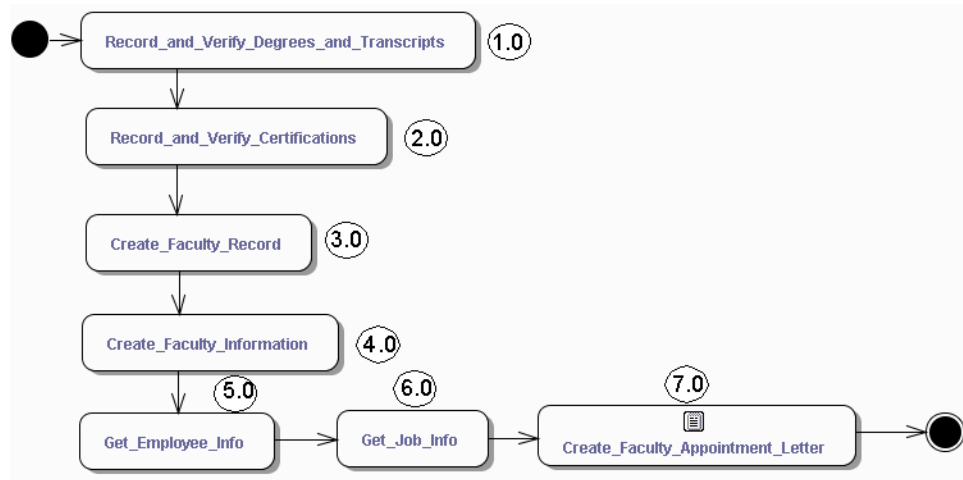 Record_and_Verify_Degrees_and_Transcripts 1.0
Record_and_Verify_Certifications 2.0
Create_Faculty_Record 3.0
Create_Faculty_Information 4.0
5.0 6.0 7.0
Get_Employee_Info Get_Job_Info Create_Faculty_Appointment_Letter